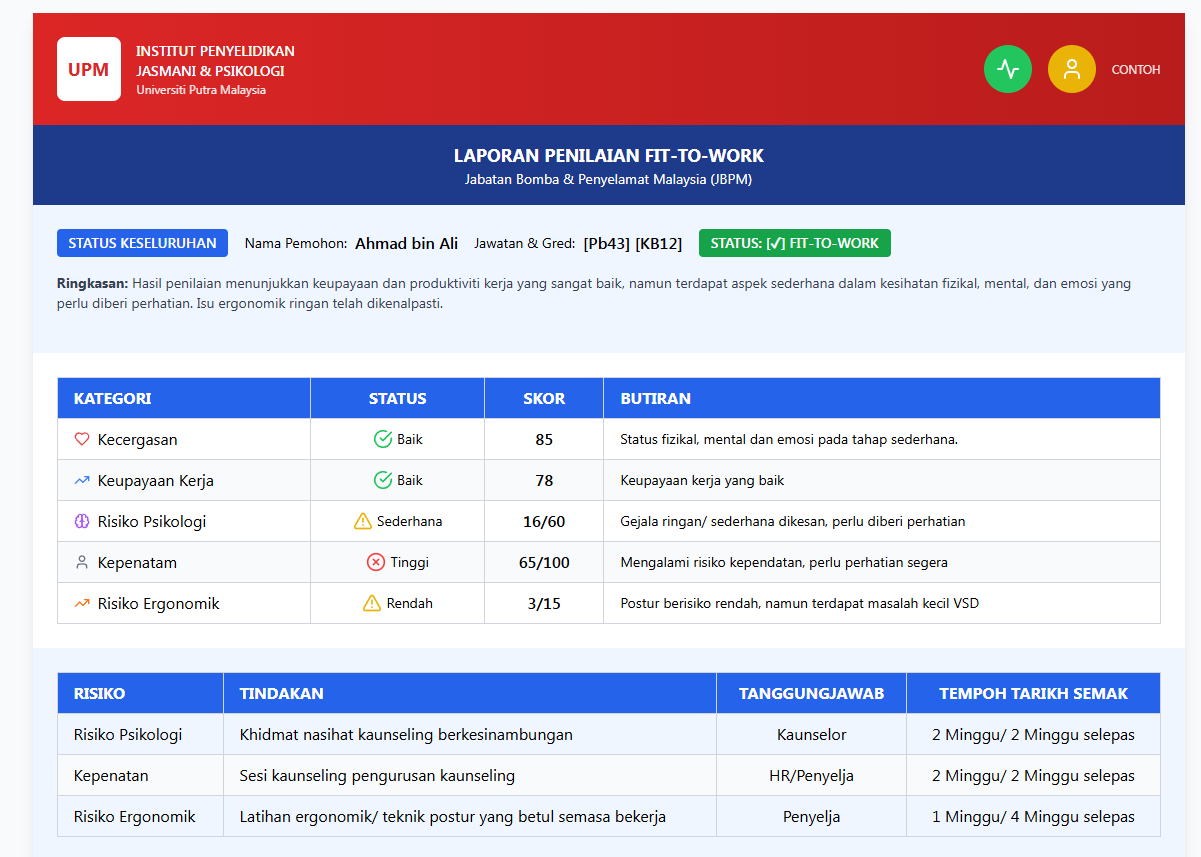 UPM
INSTITUT PENYELIDIKAN
JASMANI & PSIKOLOGI
Universiti Putra Malaysia
CONTOH
LAPORAN PENILAIAN FIT-TO-WORK
Jabatan Bomba & Penyelamat Malaysia (JBPM)
STATUS KESELURUHAN Nama Pemohon: Ahmad bin Ali Jawatan & Gred: [Pb43] [KB12] STATUS: [✓] FIT-TO-WORK
Ringkasan: Hasil penilaian menunjukkan keupayaan dan produktiviti kerja yang sangat baik, namun terdapat aspek sederhana dalam kesihatan fizikal, mental, dan emosi yang
perlu diberi perhatian. Isu ergonomik ringan telah dikenalpasti.
KATEGORI STATUS SKOR BUTIRAN
Kecergasan Baik 85 Status fizikal, mental dan emosi pada tahap sederhana.
Keupayaan Kerja Baik 78 Keupayaan kerja yang baik
Risiko Psikologi Sederhana 16/60 Gejala ringan/ sederhana dikesan, perlu diberi perhatian
Kepenatam Tinggi 65/100 Mengalami risiko kependatan, perlu perhatian segera
Risiko Ergonomik Rendah 3/15 Postur berisiko rendah, namun terdapat masalah kecil VSD
RISIKO TINDAKAN TANGGUNGJAWAB TEMPOH TARIKH SEMAK
Risiko Psikologi Khidmat nasihat kaunseling berkesinambungan Kaunselor 2 Minggu/ 2 Minggu selepas
Kepenatan Sesi kaunseling pengurusan kaunseling HR/Penyelja 2 Minggu/ 2 Minggu selepas
Risiko Ergonomik Latihan ergonomik/ teknik postur yang betul semasa bekerja Penyelja 1 Minggu/ 4 Minggu selepas